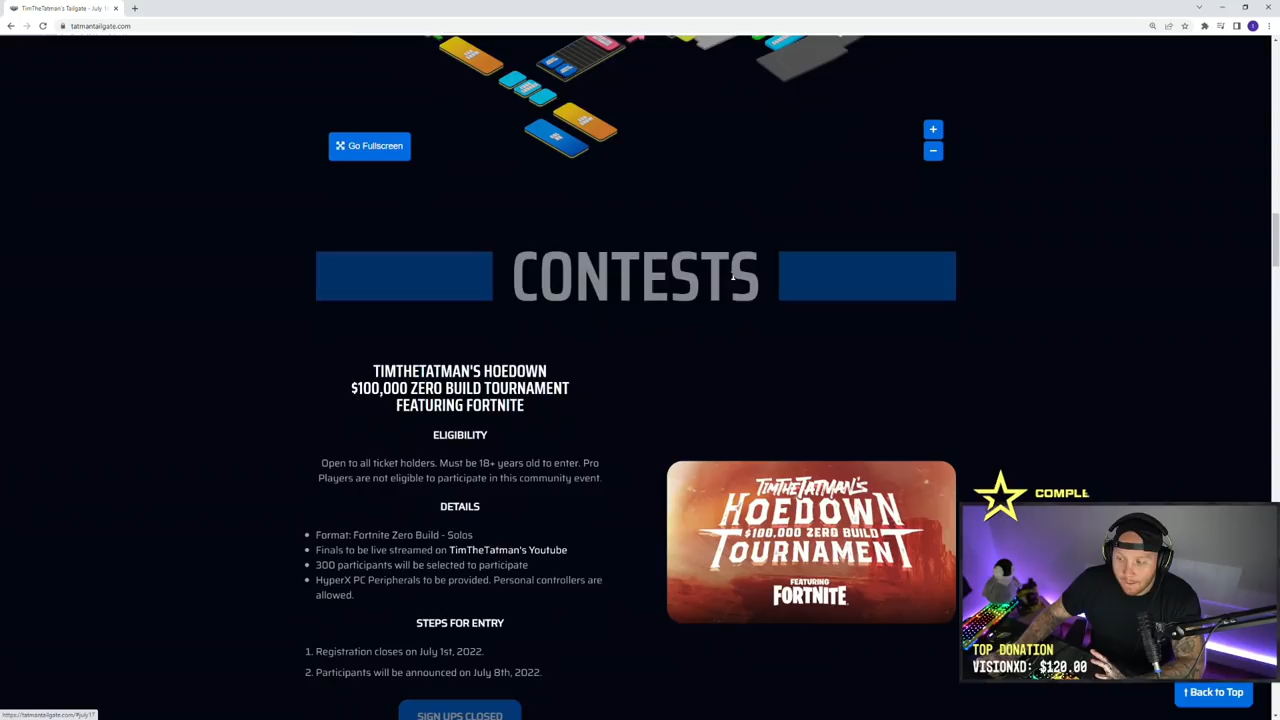 TimTheTatman's Tailgate - July 1
tatmantailgate.com
Go Fullscreen
+
−
CONTESTS
TIMTHETATMAN'S HOEDOWN
$100,000 ZERO BUILD TOURNAMENT
FEATURING FORTNITE
ELIGIBILITY
Open to all ticket holders. Must be 18+ years old to enter. Pro
Players are not eligible to participate in this community event.
DETAILS
Format: Fortnite Zero Build - Solos
Finals to be live streamed on TimTheTatman's Youtube
300 participants will be selected to participate
HyperX PC Peripherals to be provided. Personal controllers are
allowed.
STEPS FOR ENTRY
1. Registration closes on July 1st, 2022.
2. Participants will be announced on July 8th, 2022.
SIGN UPS CLOSED
TIMTHETATMAN'S
HOEDOWN
$100,000 ZERO BUILD
TOURNAMENT
FEATURING
FORTNITE
COMPLE
TOP DONATION
VISIONXD: $120.00
↑ Back to Top
https://tatmantailgate.com/#july17